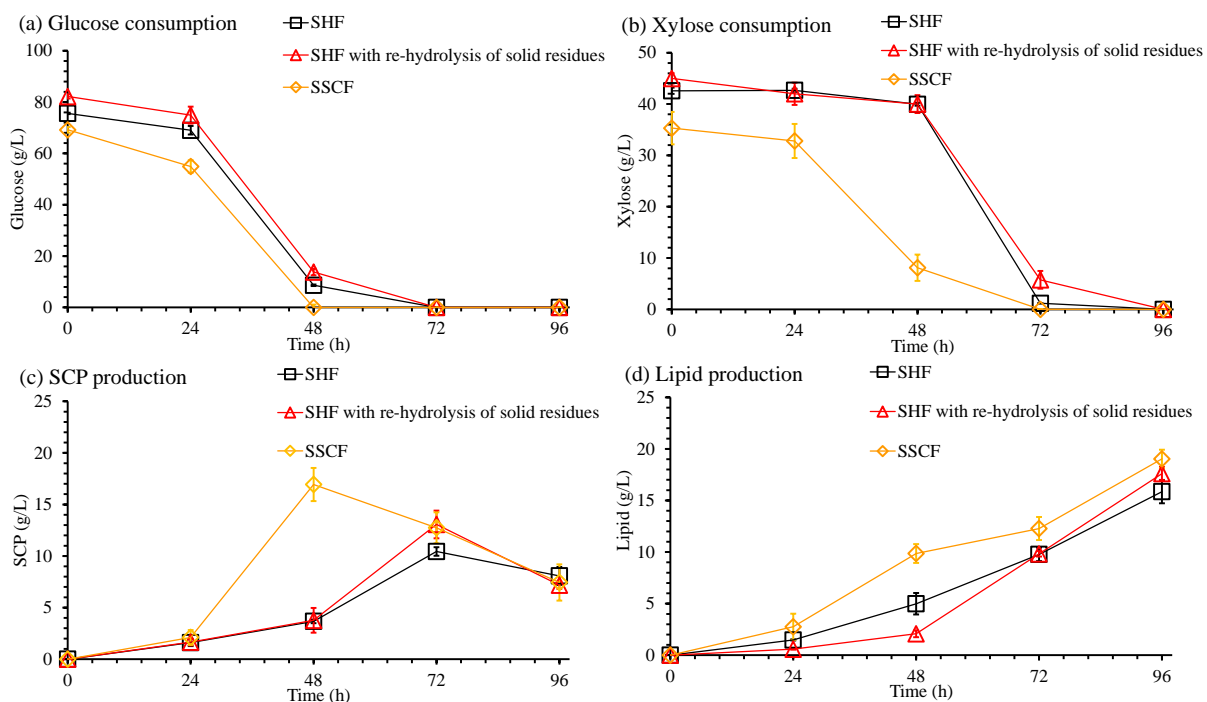 (a) Glucose consumption
SHF
SHF with re-hydrolysis of solid residues
SSCF
100
80
60
40
20
0
Glucose (g/L)
0 24 48 72 96
Time (h)
(b) Xylose consumption
SHF
SHF with re-hydrolysis of solid residues
SSCF
50
40
30
20
10
0
Xylose (g/L)
0 24 48 72 96
Time (h)
(c) SCP production
SHF
SHF with re-hydrolysis of solid residues
SSCF
25
20
15
10
5
0
SCP (g/L)
0 24 48 72 96
Time (h)
(d) Lipid production
SHF
SHF with re-hydrolysis of solid residues
SSCF
25
20
15
10
5
0
Lipid (g/L)
0 24 48 72 96
Time (h)